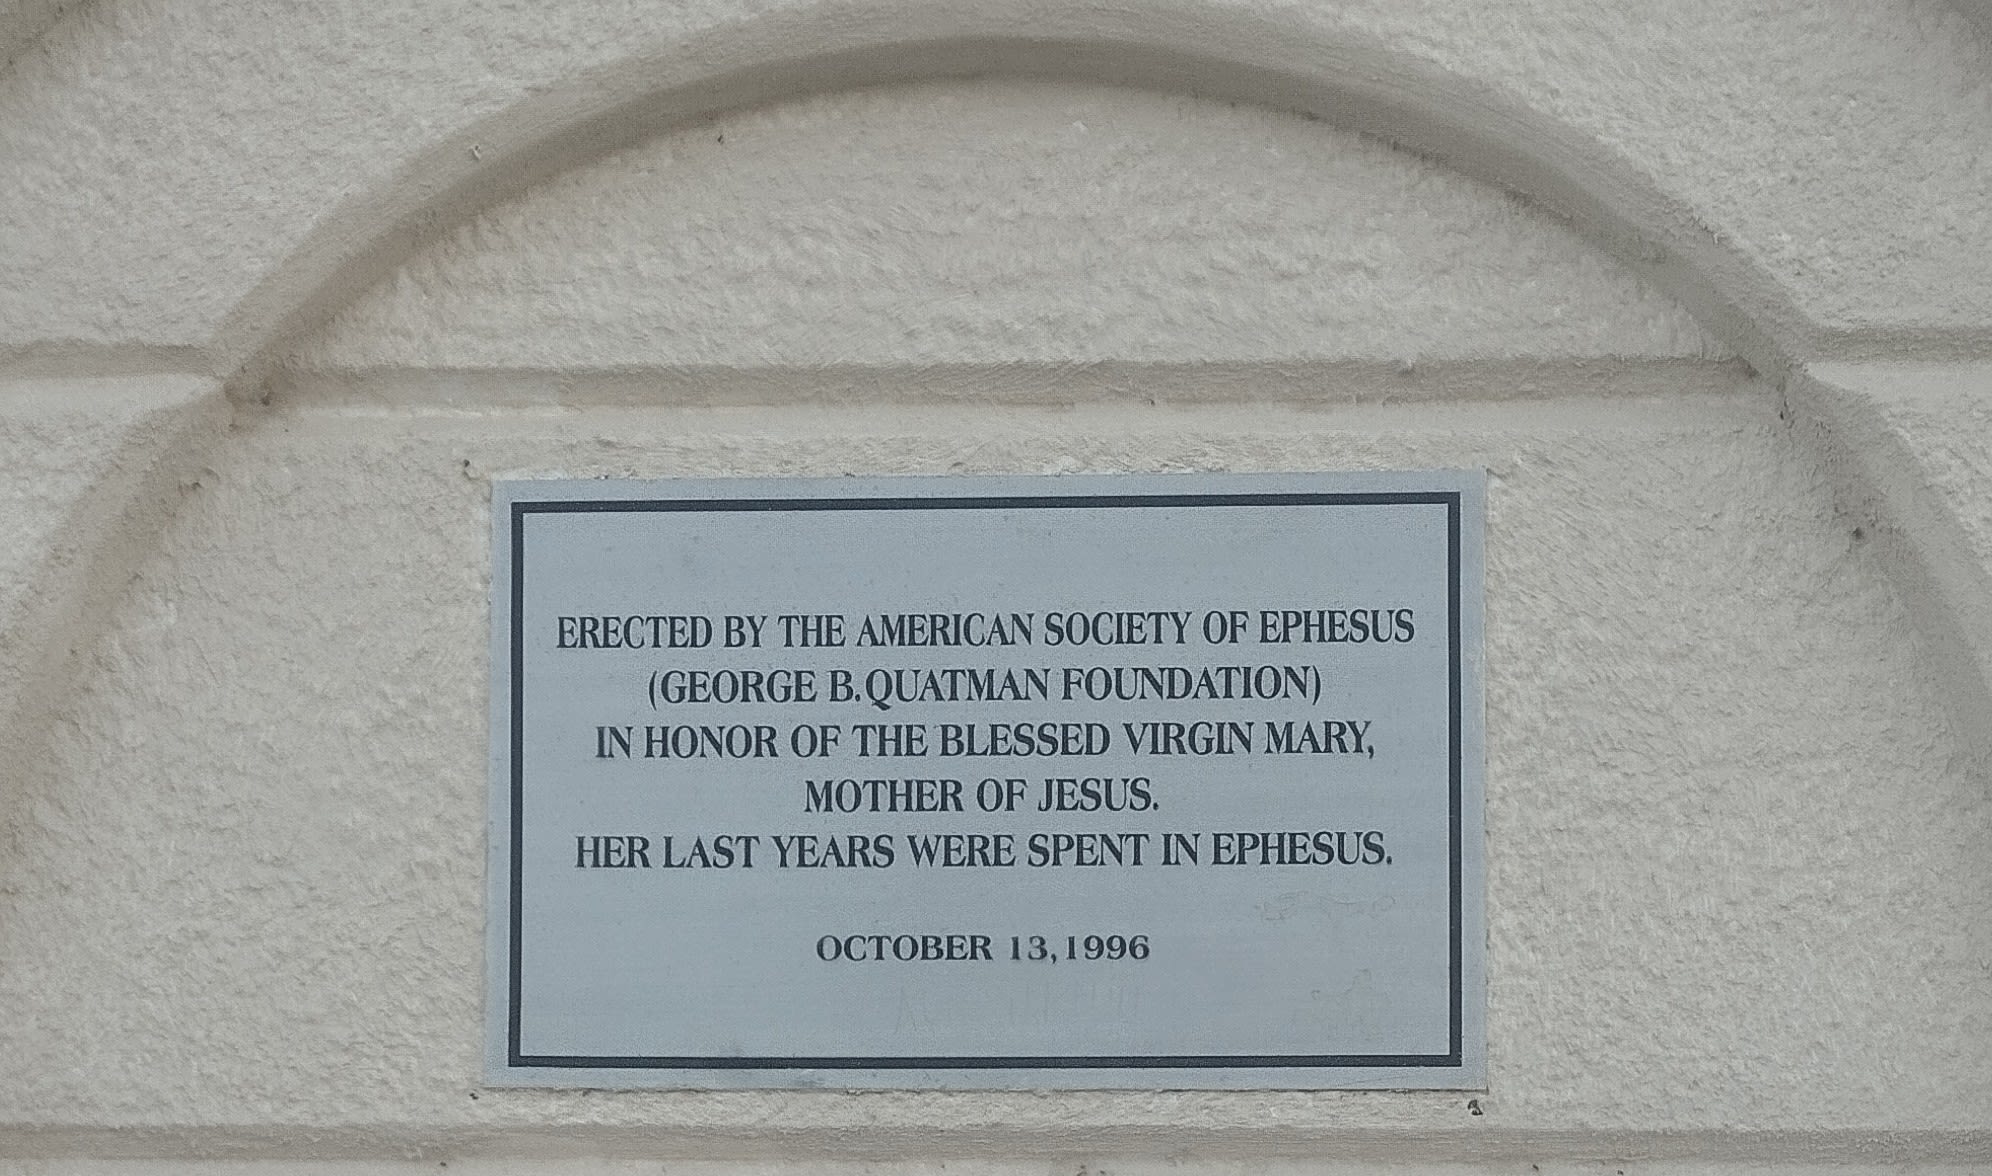 ERECTED BY THE AMERICAN SOCIETY OF EPHESUS
(GEORGE B. QUATMAN FOUNDATION)
IN HONOR OF THE BLESSED VIRGIN MARY,
MOTHER OF JESUS.
HER LAST YEARS WERE SPENT IN EPHESUS.
OCTOBER 13, 1996